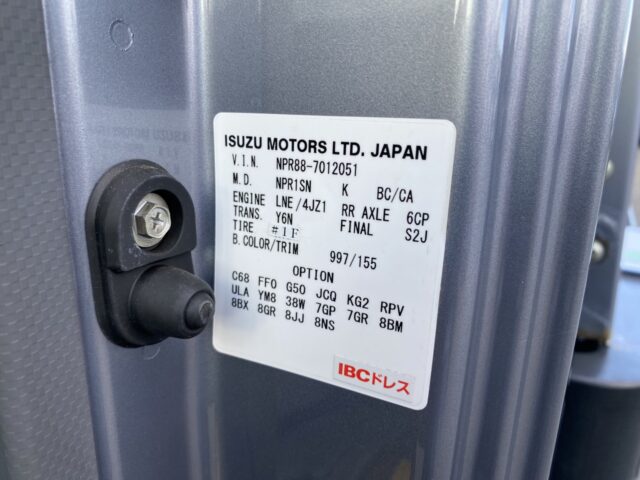 ISUZU MOTORS LTD. JAPAN
V.I.N. NPR88-7012051
M.D. NPR1SN K BC/CA
ENGINE LNE/4JZ1 RR AXLE 6CP
TRANS. Y6N FINAL S2J
TIRE #1F
B.COLOR/TRIM 997/155
OPTION
C68 FF0 G50 JCQ KG2 RPV
ULA YM8 38W 7GP 7GR 8BM
8BX 8GR 8JJ 8NS
IBCドレス